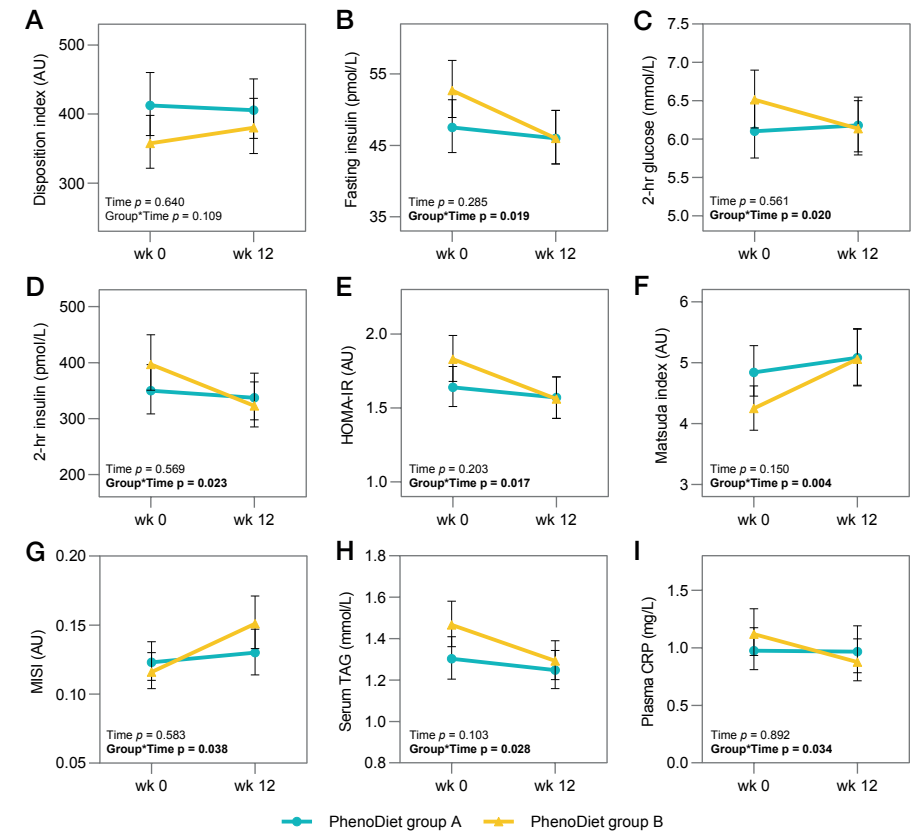 A
Disposition index (AU)
500
400
300
Time p = 0.640
Group*Time p = 0.109
wk 0 wk 12
B
Fasting insulin (pmol/L)
55
45
35
Time p = 0.285
Group*Time p = 0.019
wk 0 wk 12
C
2-hr glucose (mmol/L)
7.5
7.0
6.5
6.0
5.5
5.0
Time p = 0.561
Group*Time p = 0.020
wk 0 wk 12
D
2-hr insulin (pmol/L)
500
400
300
200
Time p = 0.569
Group*Time p = 0.023
wk 0 wk 12
E
HOMA-IR (AU)
2.0
1.5
1.0
Time p = 0.203
Group*Time p = 0.017
wk 0 wk 12
F
Matsuda index (AU)
6
5
4
3
Time p = 0.150
Group*Time p = 0.004
wk 0 wk 12
G
MISI (AU)
0.20
0.15
0.10
0.05
Time p = 0.583
Group*Time p = 0.038
wk 0 wk 12
H
Serum TAG (mmol/L)
1.8
1.6
1.4
1.2
1.0
0.8
Time p = 0.103
Group*Time p = 0.028
wk 0 wk 12
I
Plasma CRP (mg/L)
1.5
1.0
0.5
0.0
Time p = 0.892
Group*Time p = 0.034
wk 0 wk 12
PhenoDiet group A PhenoDiet group B